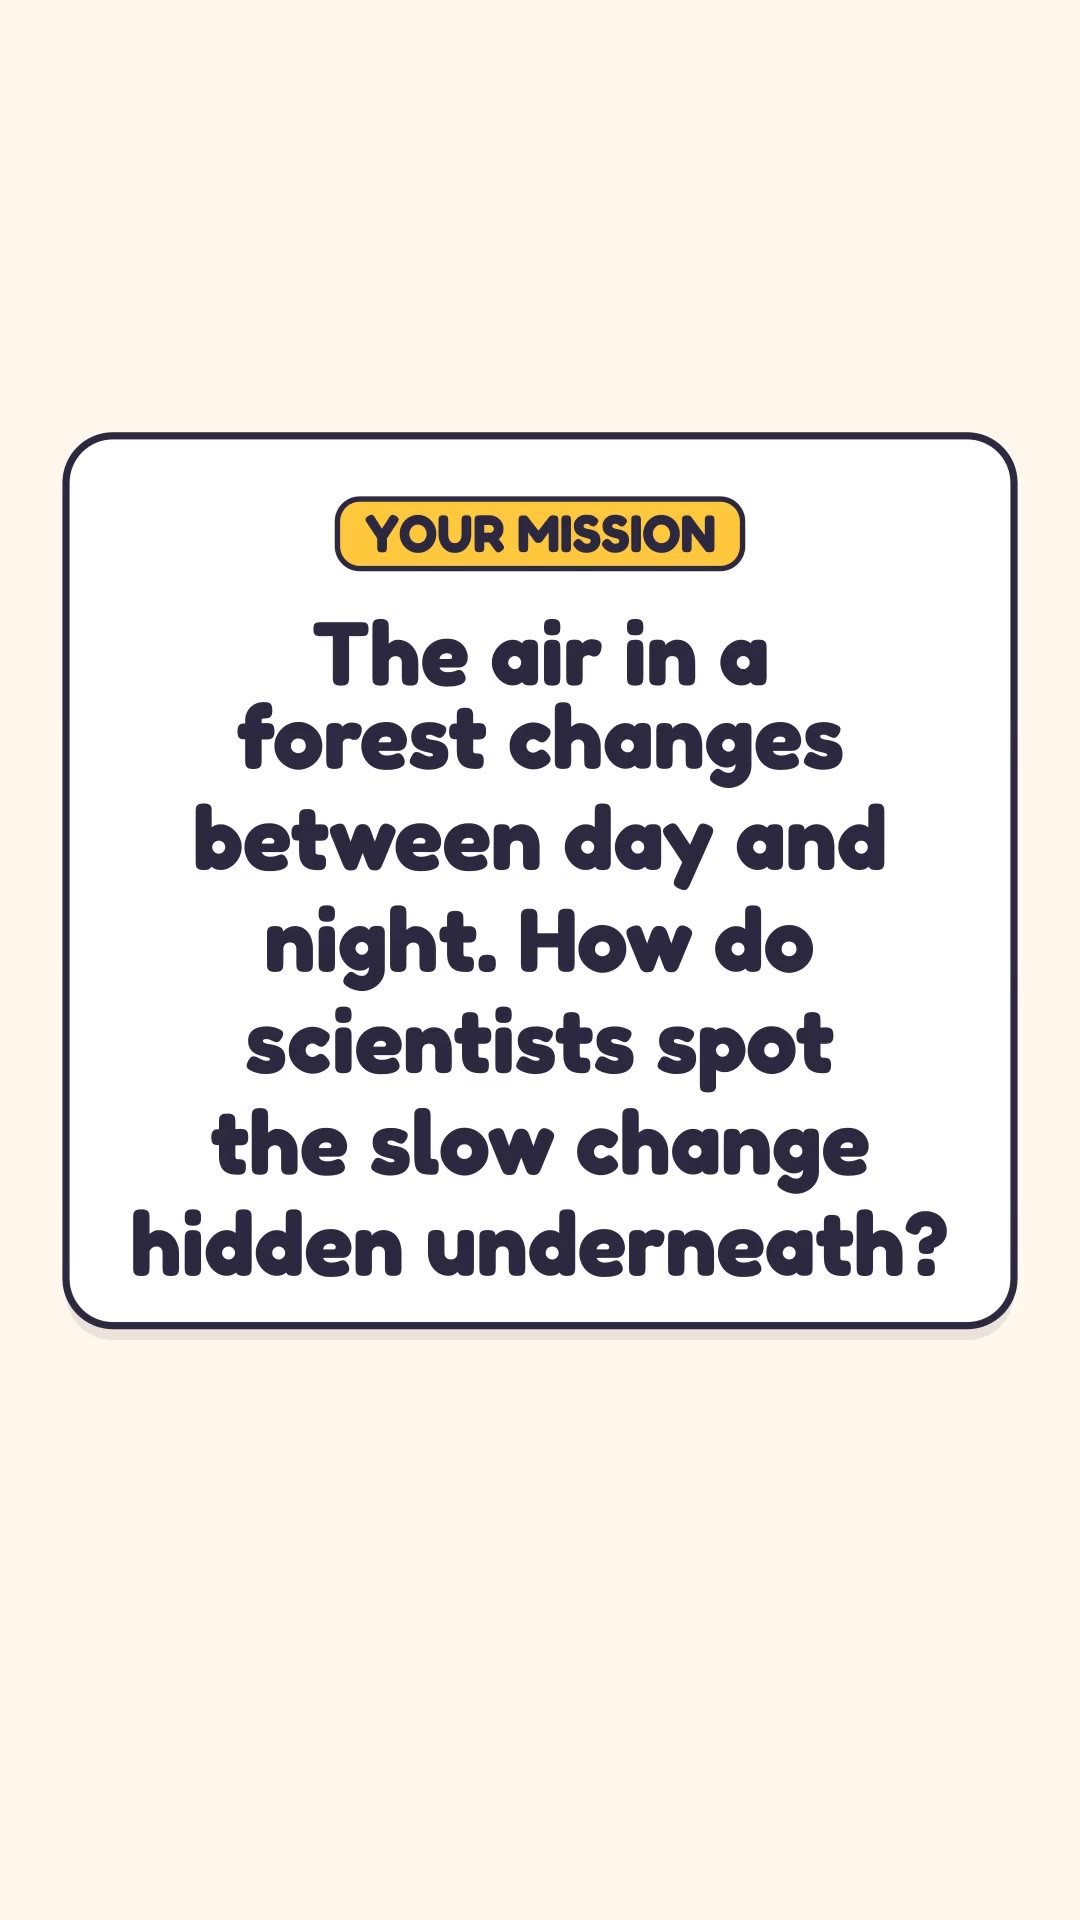 YOUR MISSION
The air in a
forest changes
between day and
night. How do
scientists spot
the slow change
hidden underneath?